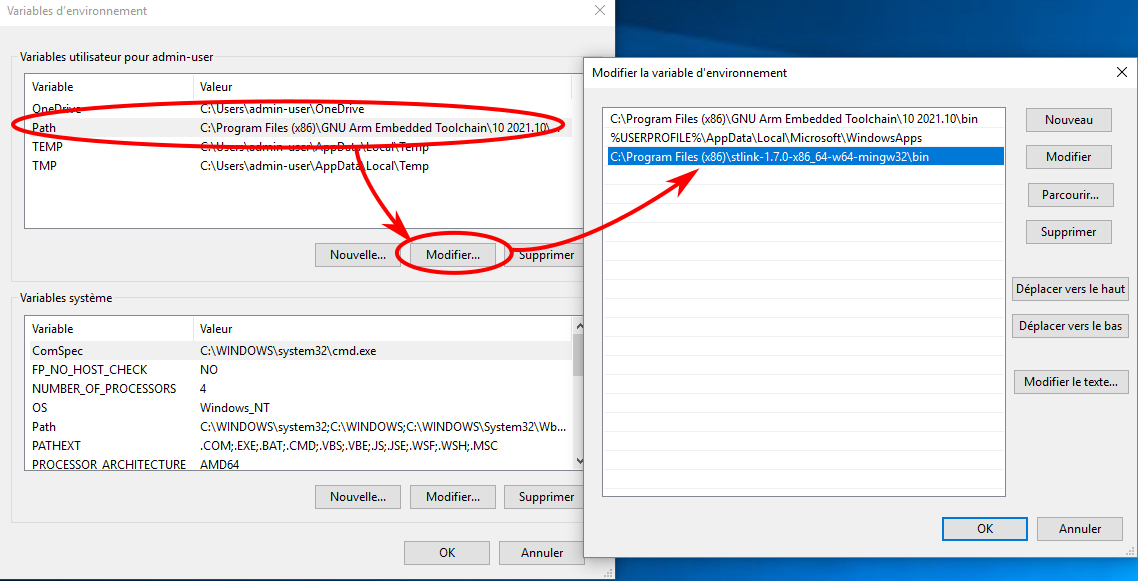 Variables d'environnement
Variables utilisateur pour admin-user
Variable Valeur
OneDrive C:\Users\admin-user\OneDrive
Path C:\Program Files (x86)\GNU Arm Embedded Toolchain\10 2021.10\...
TEMP C:\Users\admin-user\AppData\Local\Temp
TMP C:\Users\admin-user\AppData\Local\Temp
Nouvelle... Modifier... Supprimer
Variables système
Variable Valeur
ComSpec C:\WINDOWS\system32\cmd.exe
FP_NO_HOST_CHECK NO
NUMBER_OF_PROCESSORS 4
OS Windows_NT
Path C:\WINDOWS\system32;C:\WINDOWS;C:\WINDOWS\System32\Wb...
PATHEXT .COM;.EXE;.BAT;.CMD;.VBS;.VBE;.JS;.JSE;.WSF;.WSH;.MSC
PROCESSOR_ARCHITECTURE AMD64
Nouvelle... Modifier... Supprimer
OK Annuler
Modifier la variable d'environnement
C:\Program Files (x86)\GNU Arm Embedded Toolchain\10 2021.10\bin
%USERPROFILE%\AppData\Local\Microsoft\WindowsApps
C:\Program Files (x86)\stlink-1.7.0-x86_64-w64-mingw32\bin
Nouveau
Modifier
Parcourir...
Supprimer
Déplacer vers le haut
Déplacer vers le bas
Modifier le texte...
OK Annuler